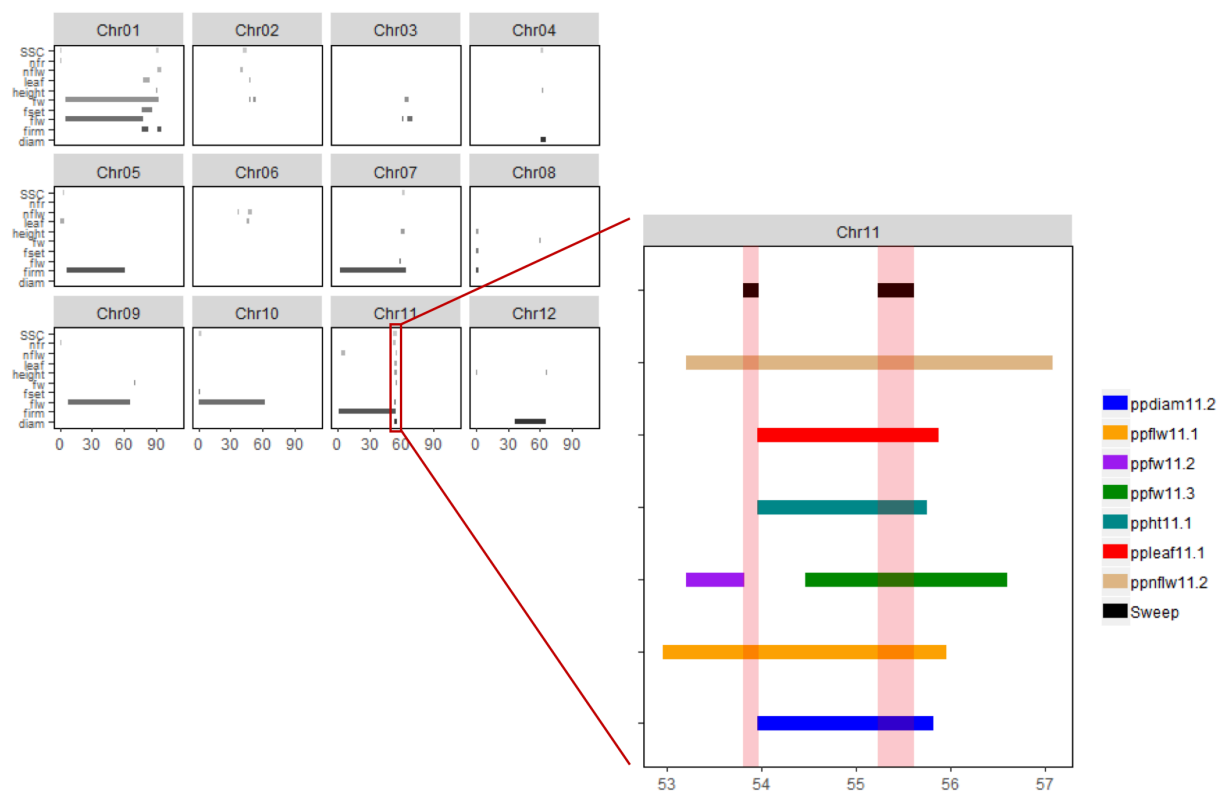 Chr01 Chr02 Chr03 Chr04
SSC
nfr
nflw
leaf
height
fw
fset
flw
firm
diam
Chr05 Chr06 Chr07 Chr08
SSC
nfr
nflw
leaf
height
fw
fset
flw
firm
diam
Chr09 Chr10 Chr11 Chr12
SSC
nfr
nflw
leaf
height
fw
fset
flw
firm
diam
0 30 60 90 0 30 60 90 0 30 60 90 0 30 60 90
Chr11
53 54 55 56 57
ppdiam11.2
ppflw11.1
ppfw11.2
ppfw11.3
ppht11.1
ppleaf11.1
ppnflw11.2
Sweep